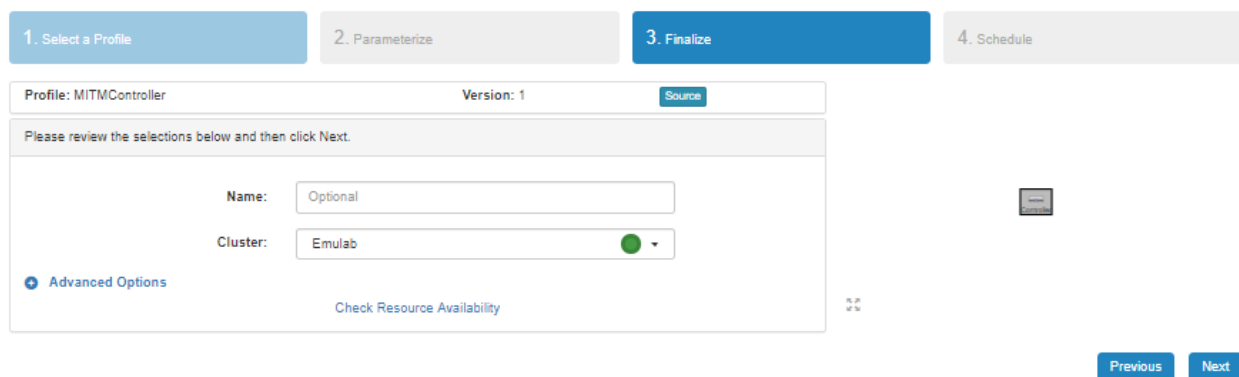 1. Select a Profile
2. Parameterize
3. Finalize
4. Schedule
Profile: MITMController Version: 1 Source
Please review the selections below and then click Next.
Name: Optional
Cluster: Emulab
Advanced Options
Check Resource Availability
Controller
Previous Next